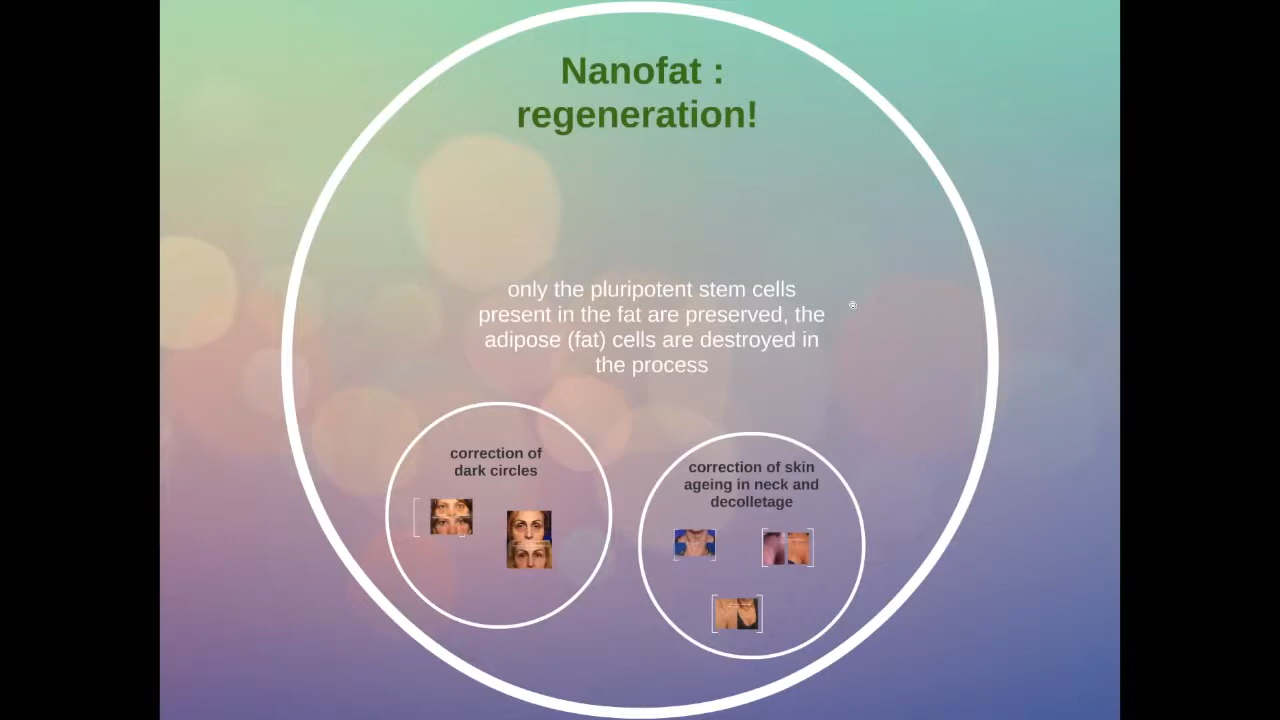 Nanofat :
regeneration!
only the pluripotent stem cells
present in the fat are preserved, the
adipose (fat) cells are destroyed in
the process
correction of
dark circles
correction of skin
ageing in neck and
decolletage